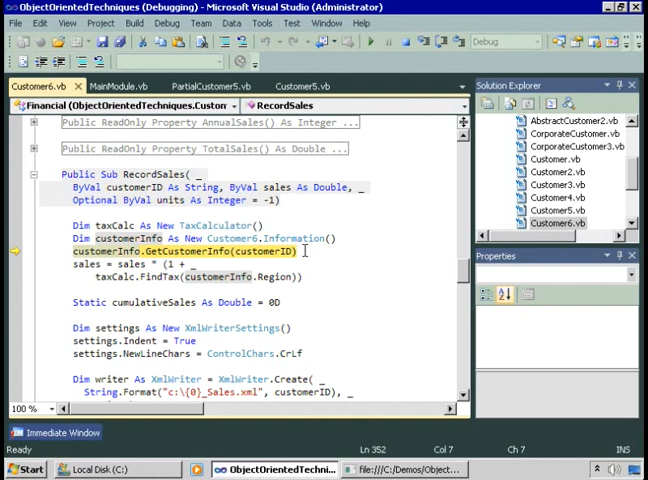 ObjectOrientedTechniques (Debugging) - Microsoft Visual Studio (Administrator)
File Edit View Project Build Debug Team Data Tools Test Window Help
Debug
Customer6.vb MainModule.vb PartialCustomer5.vb Customer5.vb
Financial (ObjectOrientedTechniques.Custon RecordSales
Public ReadOnly Property AnnualSales() As Integer ...
Public ReadOnly Property TotalSales() As Double ...
Public Sub RecordSales( _
ByVal customerID As String, ByVal sales As Double, _
Optional ByVal units As Integer = -1)
Dim taxCalc As New TaxCalculator()
Dim customerInfo As New Customer6.Information()
customerInfo.GetCustomerInfo(customerID)
sales = sales * (1 + _
taxCalc.FindTax(customerInfo.Region))
Static cumulativeSales As Double = 0D
Dim settings As New XmlWriterSettings()
settings.Indent = True
settings.NewLineChars = ControlChars.CrLf
Dim writer As XmlWriter = XmlWriter.Create( _
String.Format("c:\{0}_Sales.xml", customerID), _
100 %
Solution Explorer
AbstractCustomer2.vb
CorporateCustomer.vb
CorporateCustomer3.vb
Customer.vb
Customer2.vb
Customer3.vb
Customer4.vb
Customer5.vb
Customer6.vb
Properties
Immediate Window
Ready Ln 352 Col 7 Ch 7 INS
Start Local Disk (C:) ObjectOrientedTechni... file:///C:/Demos/Object...